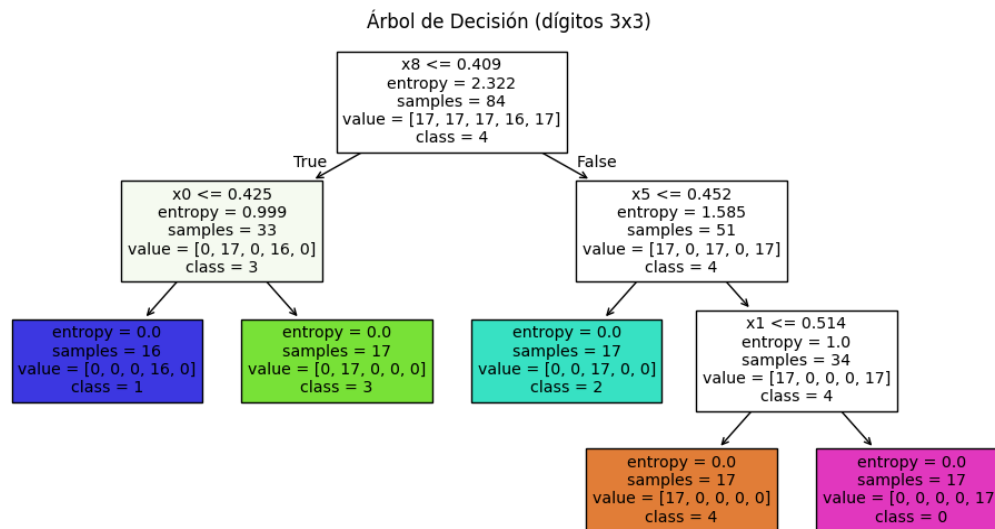 Árbol de Decisión (dígitos 3x3)
x8 <= 0.409
entropy = 2.322
samples = 84
value = [17, 17, 17, 16, 17]
class = 4
True
False
x0 <= 0.425
entropy = 0.999
samples = 33
value = [0, 17, 0, 16, 0]
class = 3
x5 <= 0.452
entropy = 1.585
samples = 51
value = [17, 0, 17, 0, 17]
class = 4
entropy = 0.0
samples = 16
value = [0, 0, 0, 16, 0]
class = 1
entropy = 0.0
samples = 17
value = [0, 17, 0, 0, 0]
class = 3
entropy = 0.0
samples = 17
value = [0, 0, 17, 0, 0]
class = 2
x1 <= 0.514
entropy = 1.0
samples = 34
value = [17, 0, 0, 0, 17]
class = 4
entropy = 0.0
samples = 17
value = [17, 0, 0, 0, 0]
class = 4
entropy = 0.0
samples = 17
value = [0, 0, 0, 0, 17
class = 0